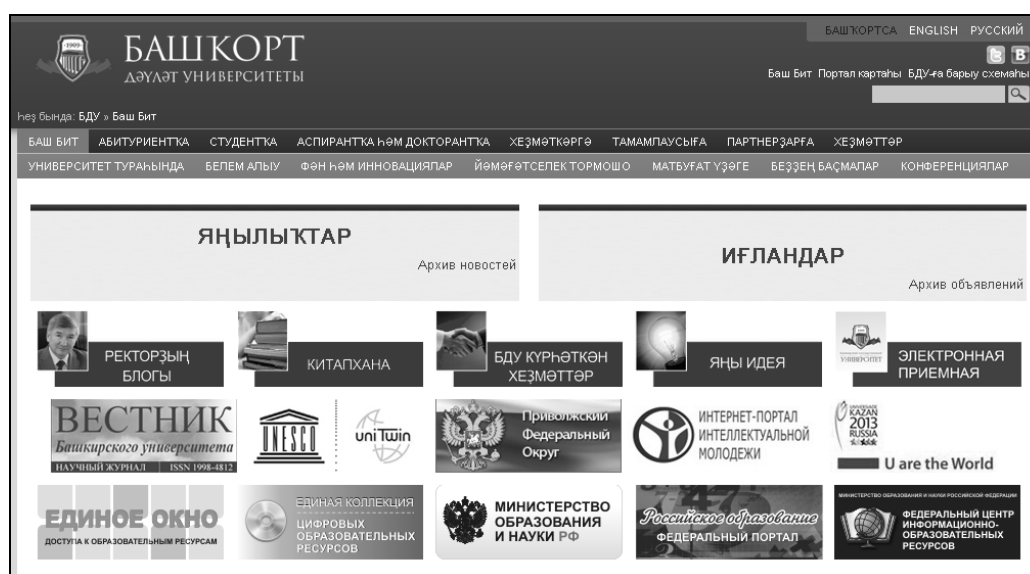 БАШҠОРТСА ENGLISH РУССКИЙ
1909
БАШҠОРТ
ДӘҮЛӘТ УНИВЕРСИТЕТЫ
Баш Бит Портал картаһы БДУ-ға барыу схемаһы
Һеҙ бында: БДУ » Баш Бит
БАШ БИТ АБИТУРИЕНТҠА СТУДЕНТҠА АСПИРАНТҠА ҺӘМ ДОКТОРАНТҠА ХЕҘМӘТКӘРГӘ ТАМАМЛАУСЫҒА ПАРТНЕРҘАРҒА ХЕҘМӘТТӘР
УНИВЕРСИТЕТ ТУРАҺЫНДА БЕЛЕМ АЛЫУ ФӘН ҺӘМ ИННОВАЦИЯЛАР ЙӘМӘҒӘТСЕЛЕК ТОРМОШО МАТБУҒАТ ҮҘӘГЕ БЕҘҘЕҢ БАҪМАЛАР КОНФЕРЕНЦИЯЛАР
ЯҢЫЛЫҠТАР
Архив новостей
ИҒЛАНДАР
Архив объявлений
РЕКТОРҘЫҢ
БЛОГЫ
КИТАПХАНА
БДУ КҮРҺӘТКӘН
ХЕҘМӘТТӘР
ЯҢЫ ИДЕЯ
УНИВЕРСИТЕТ
ЭЛЕКТРОННАЯ
ПРИЕМНАЯ
ВЕСТНИК
Башкирского университета
НАУЧНЫЙ ЖУРНАЛ ISSN 1998-4812
UNESCO
uniTwin
Приволжский
Федеральный
Округ
ИНТЕРНЕТ-ПОРТАЛ
ИНТЕЛЛЕКТУАЛЬНОЙ
МОЛОДЕЖИ
UNIVERSIADE
KAZAN
2013
RUSSIA
U are the World
ЕДИНОЕ ОКНО
ДОСТУПА К ОБРАЗОВАТЕЛЬНЫМ РЕСУРСАМ
ЕДИНАЯ КОЛЛЕКЦИЯ
ЦИФРОВЫХ
ОБРАЗОВАТЕЛЬНЫХ
РЕСУРСОВ
МИНИСТЕРСТВО
ОБРАЗОВАНИЯ
И НАУКИ РФ
Российское образование
ФЕДЕРАЛЬНЫЙ ПОРТАЛ
МИНИСТЕРСТВО ОБРАЗОВАНИЯ И НАУКИ РОССИЙСКОЙ ФЕДЕРАЦИИ
ФЕДЕРАЛЬНЫЙ ЦЕНТР
ИНФОРМАЦИОННО-
ОБРАЗОВАТЕЛЬНЫХ
РЕСУРСОВ